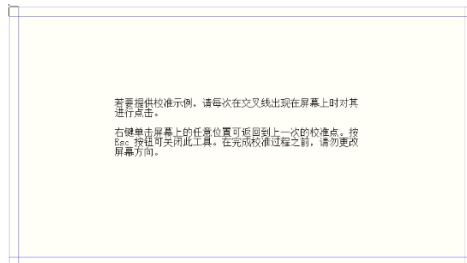 若要提供校准示例，请每次在交叉线出现在屏幕上时对其
进行点击。
右键单击屏幕上的任意位置可返回到上一次的校准点。按
Esc 按钮可关闭此工具。在完成校准过程之前，请勿更改
屏幕方向。